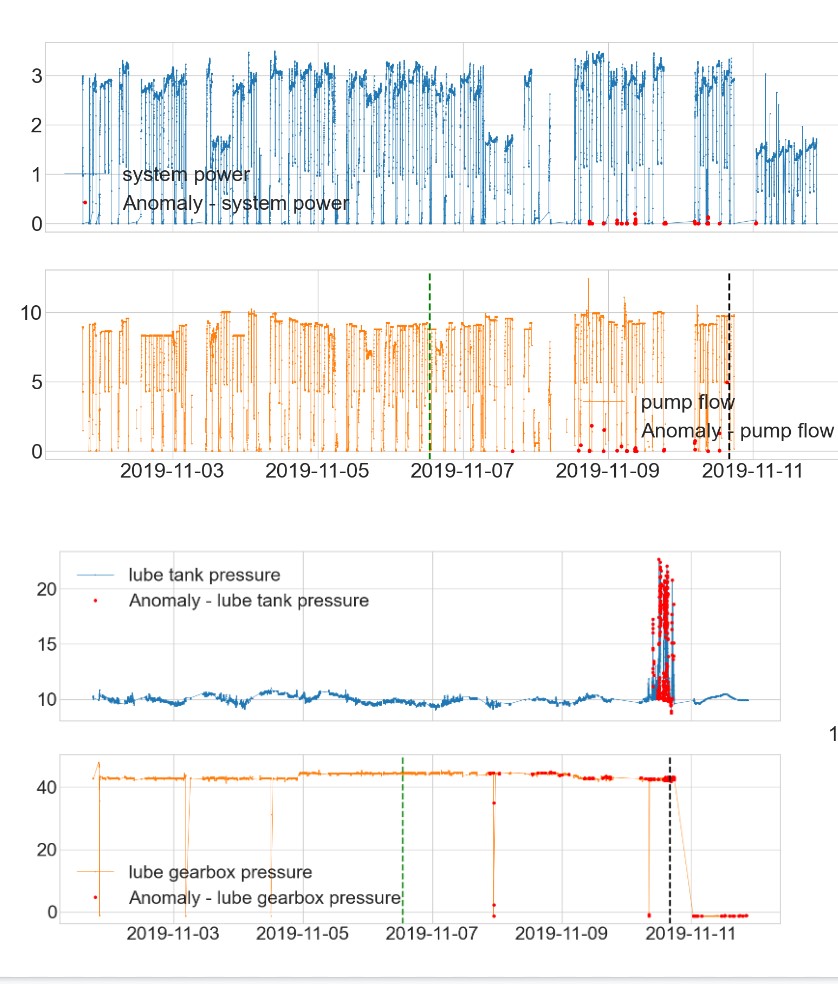 3
2
1
0
system power
Anomaly - system power
10
5
0
pump flow
Anomaly - pump flow
2019-11-03 2019-11-05 2019-11-07 2019-11-09 2019-11-11
20
15
10
lube tank pressure
Anomaly - lube tank pressure
1
40
20
0
lube gearbox pressure
Anomaly - lube gearbox pressure
2019-11-03 2019-11-05 2019-11-07 2019-11-09 2019-11-11